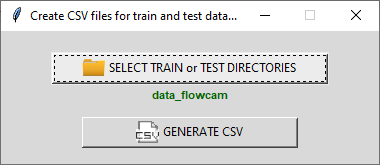 Create CSV files for train and test data...
SELECT TRAIN or TEST DIRECTORIES
data_flowcam
CSV GENERATE CSV